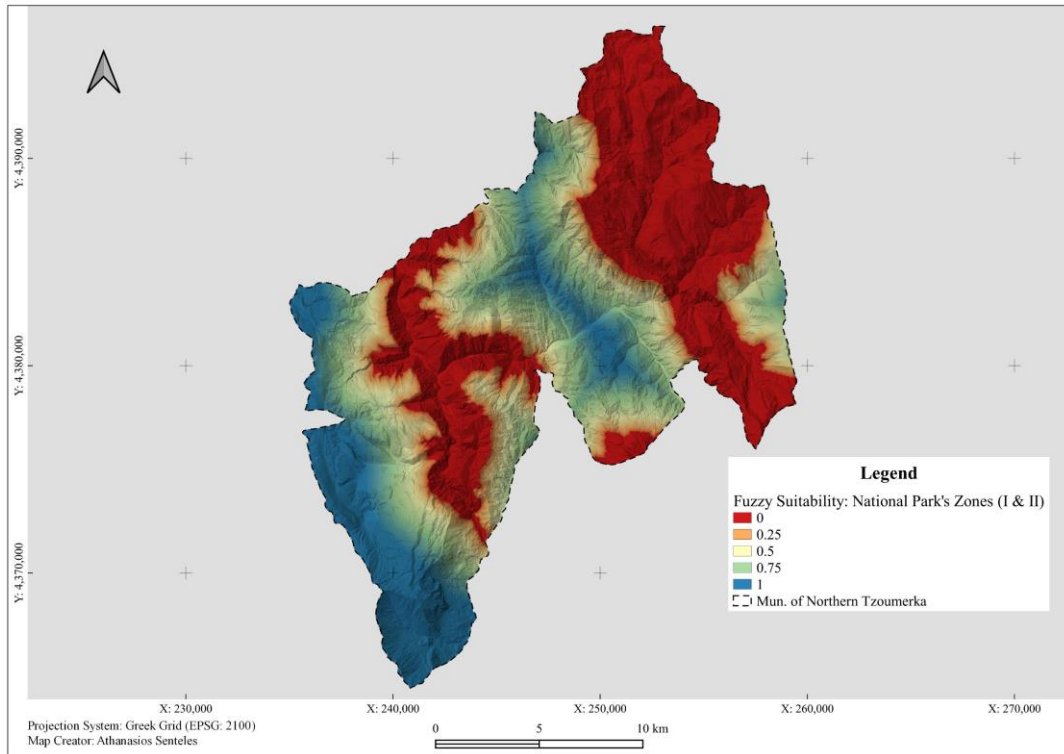 Y: 4,390,000
Y: 4,380,000
Y: 4,370,000
Legend
Fuzzy Suitability: National Park's Zones (I & II)
0
0.25
0.5
0.75
1
Mun. of Northern Tzoumerka
X: 230,000
X: 240,000
X: 250,000
X: 260,000
X: 270,000
Projection System: Greek Grid (EPSG: 2100)
Map Creator: Athanasios Senteles
0 5 10 km